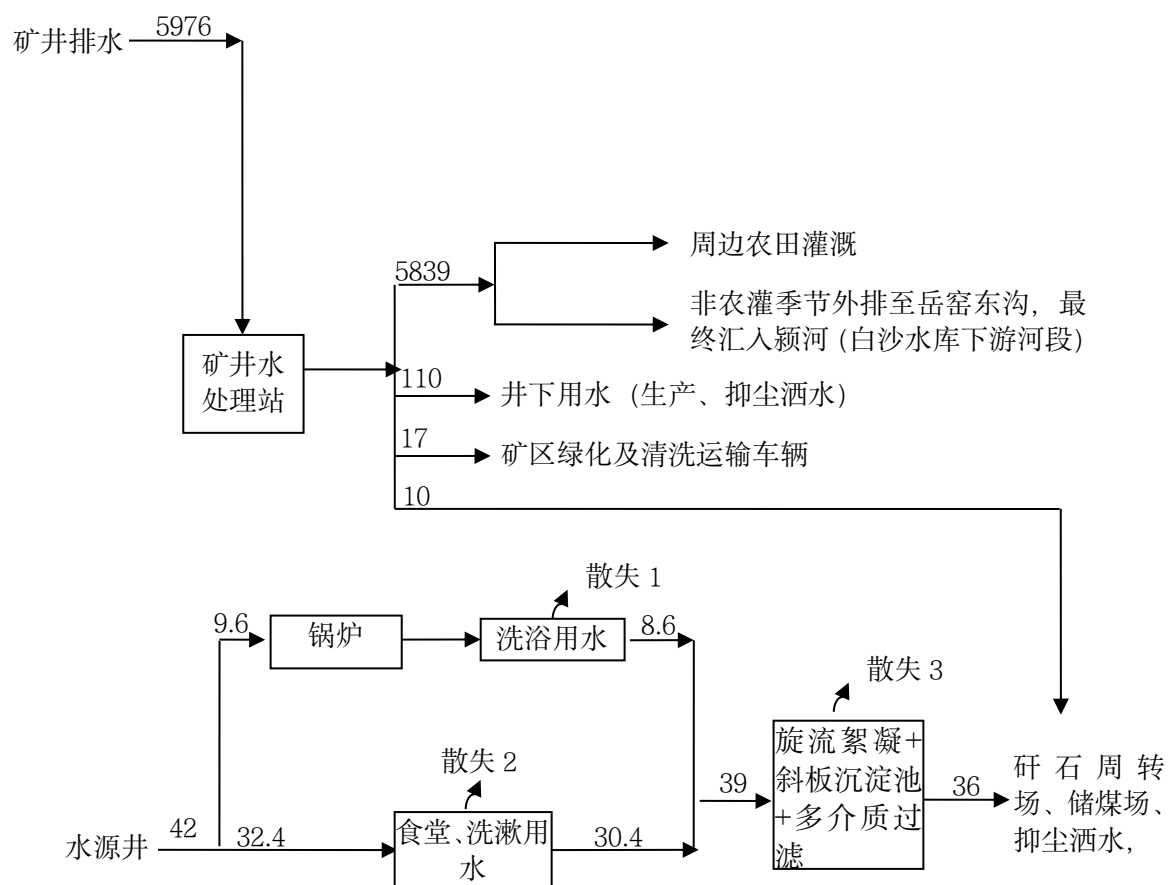 5976
矿井排水
周边农田灌溉
5839
非农灌季节外排至岳窑东沟，最
终汇入颍河（白沙水库下游河段）
矿井水
处理站
110
井下用水（生产、抑尘洒水）
17
矿区绿化及清洗运输车辆
10
散失 1
9.6
锅炉
洗浴用水
8.6
散失 3
旋流絮凝+
斜板沉淀池
+多介质过
滤
散失 2
39
36
矸石周转
场、储煤场、
抑尘洒水，
水源井
42
32.4
食堂、洗漱用
水
30.4